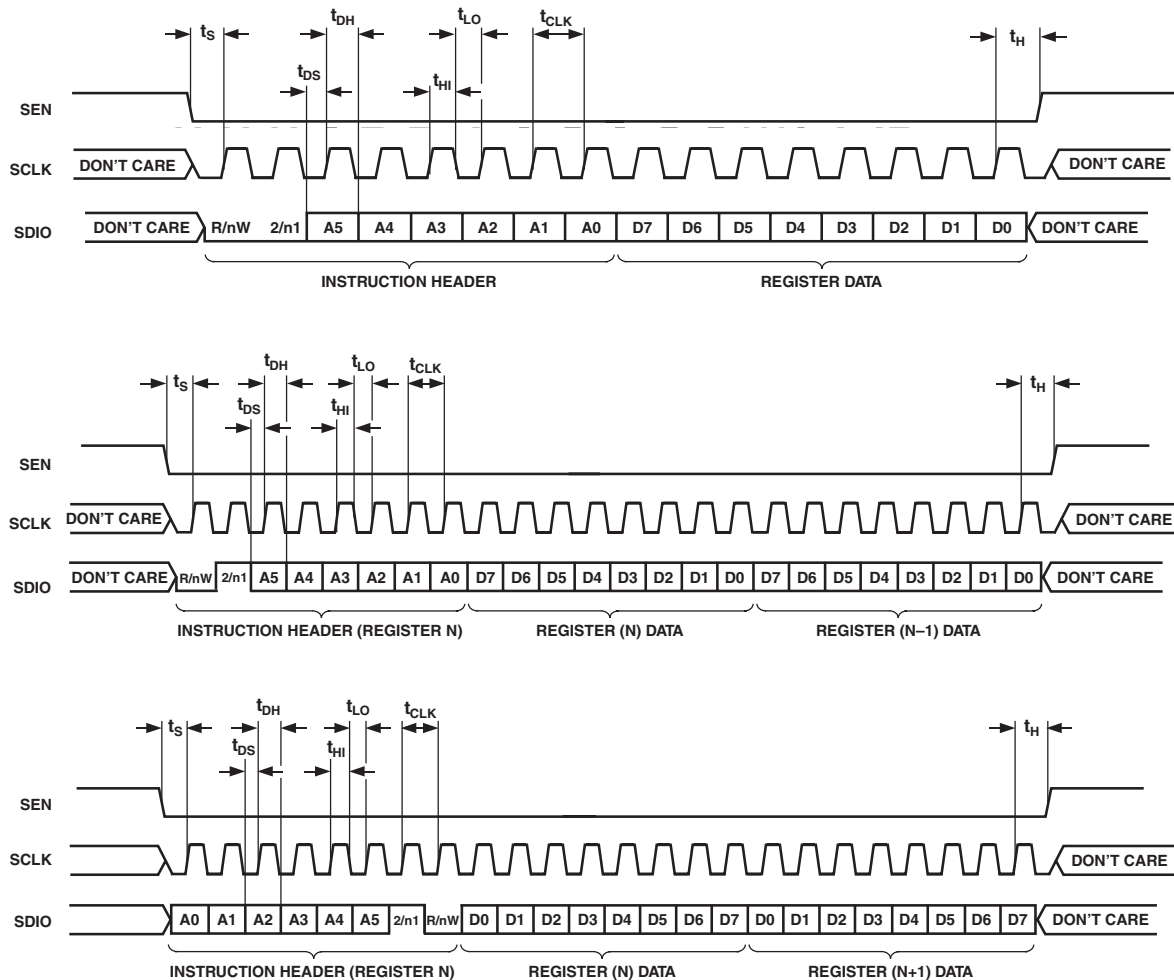 tS tDH tLO tCLK tH
tDS tHI
SEN
SCLK DON'T CARE DON'T CARE
SDIO DON'T CARE R/nW 2/n1 A5 A4 A3 A2 A1 A0 D7 D6 D5 D4 D3 D2 D1 D0 DON'T CARE
INSTRUCTION HEADER REGISTER DATA
tS tDH tLO tCLK tH
tDS tHI
SEN
SCLK DON'T CARE DON'T CARE
SDIO DON'T CARE R/nW 2/n1 A5 A4 A3 A2 A1 A0 D7 D6 D5 D4 D3 D2 D1 D0 D7 D6 D5 D4 D3 D2 D1 D0 DON'T CARE
INSTRUCTION HEADER (REGISTER N) REGISTER (N) DATA REGISTER (N–1) DATA
tS tDH tLO tCLK tH
tDS tHI
SEN
SCLK DON'T CARE
SDIO A0 A1 A2 A3 A4 A5 2/n1 R/nW D0 D1 D2 D3 D4 D5 D6 D7 D0 D1 D2 D3 D4 D5 D6 D7 DON'T CARE
INSTRUCTION HEADER (REGISTER N) REGISTER (N) DATA REGISTER (N+1) DATA